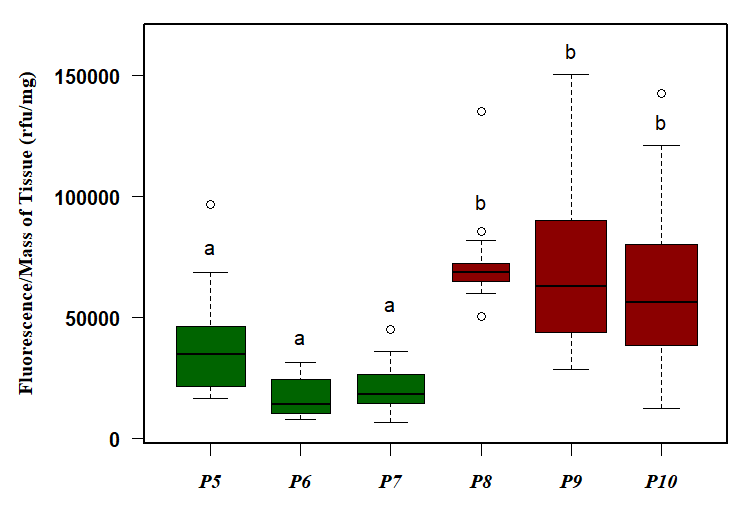 Fluorescence/Mass of Tissue (rfu/mg)
150000
100000
50000
0
a
a
a
b
b
b
P5 P6 P7 P8 P9 P10